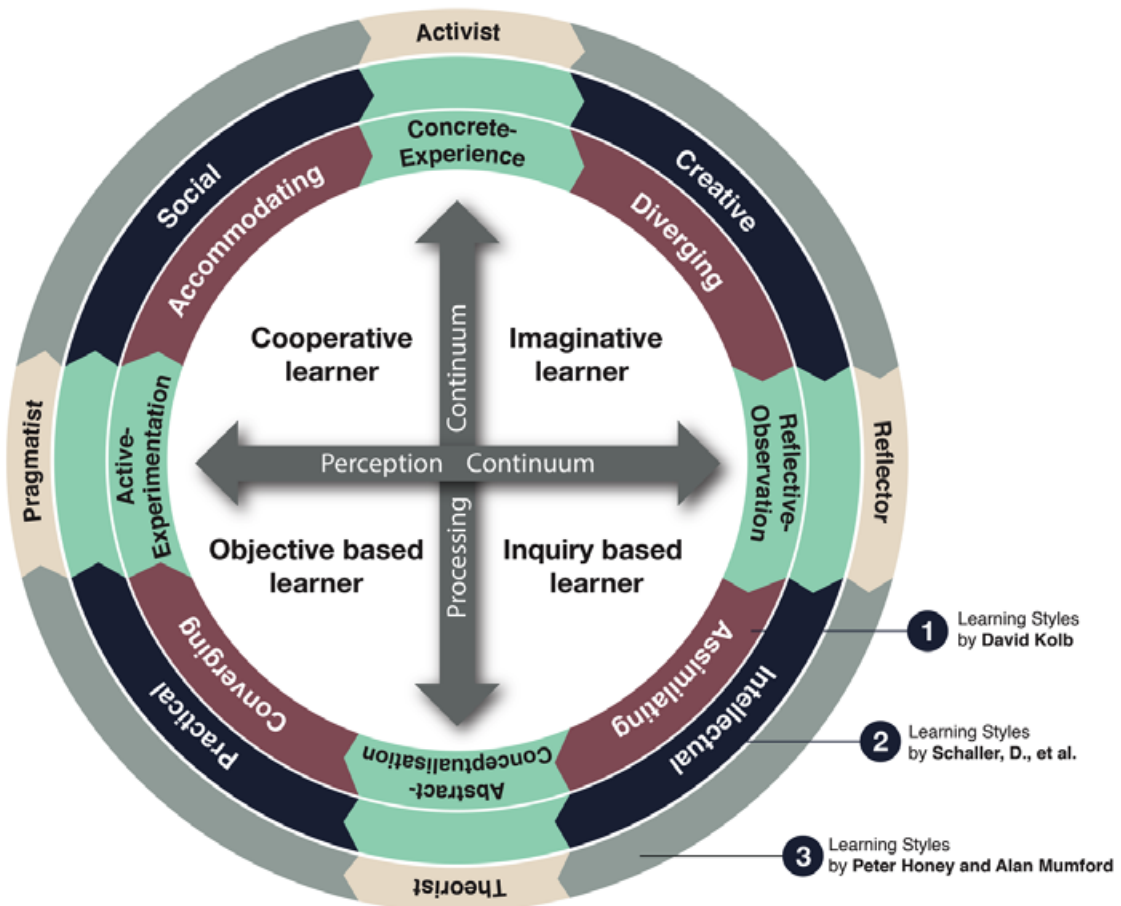 Activist
Concrete-
Experience
Social
Accommodating
Creative
Diverging
Cooperative
learner
Imaginative
learner
Processing Continuum
Perception Continuum
Pragmatist
Active-
Experimentation
Reflective-
Observation
Reflector
Objective based
learner
Inquiry based
learner
Converging
Practical
Assimilating
Intellectual
Abstract-
Conceptualisation
Theorist
1
Learning Styles
by David Kolb
2
Learning Styles
by Schaller, D., et al.
3
Learning Styles
by Peter Honey and Alan Mumford